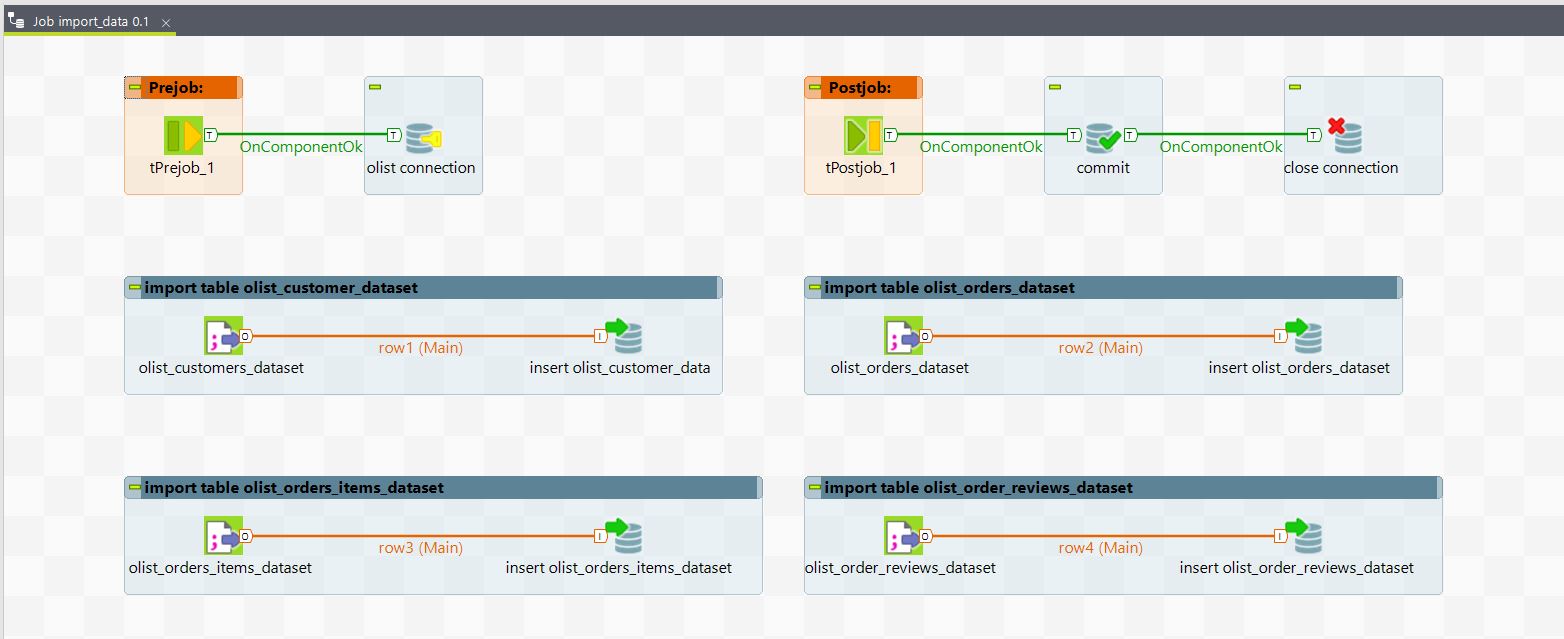 Job import_data 0.1
Prejob:
Postjob:
T
T
T
T
T
T
OnComponentOk
OnComponentOk
OnComponentOk
tPrejob_1
olist connection
tPostjob_1
commit
close connection
import table olist_customer_dataset
import table olist_orders_dataset
; O
I
; O
I
row1 (Main)
row2 (Main)
olist_customers_dataset
insert olist_customer_data
olist_orders_dataset
insert olist_orders_dataset
import table olist_orders_items_dataset
import table olist_order_reviews_dataset
; O
I
; O
I
row3 (Main)
row4 (Main)
olist_orders_items_dataset
insert olist_orders_items_dataset
olist_order_reviews_dataset
insert olist_order_reviews_dataset